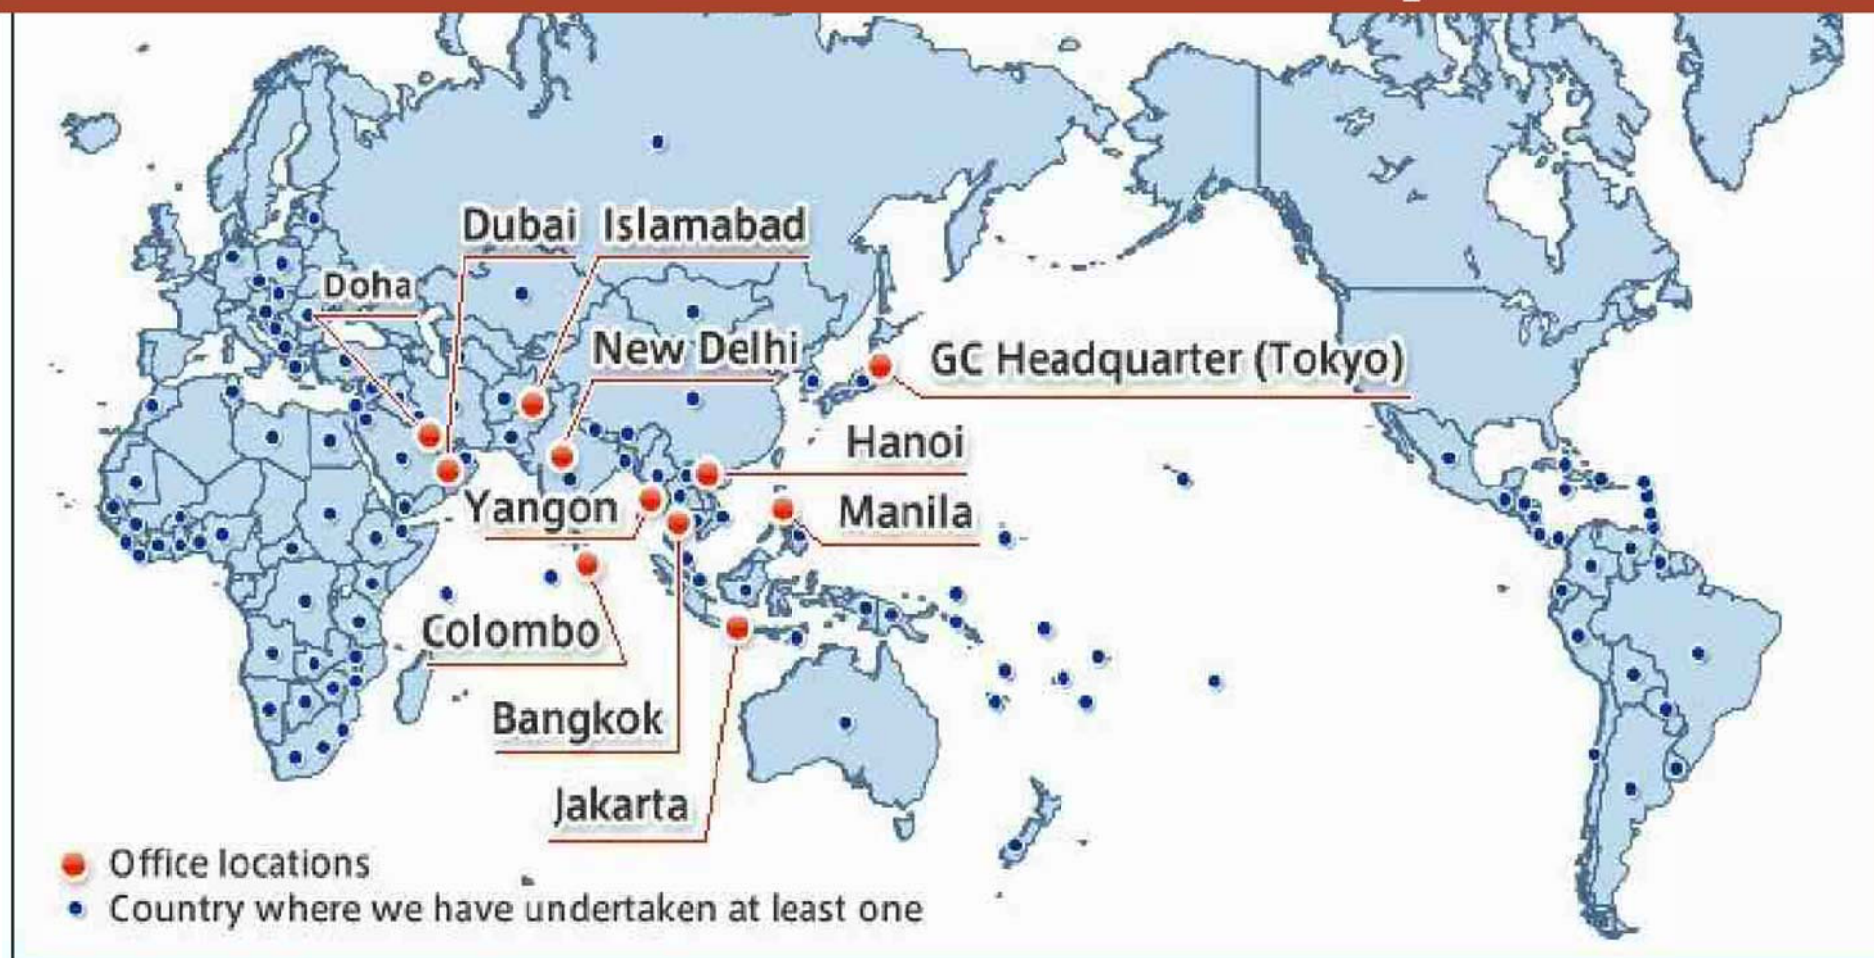 Dubai
Islamabad
Doha
New Delhi
GC Headquarter (Tokyo)
Hanoi
Yangon
Manila
Colombo
Bangkok
Jakarta
Office locations
Country where we have undertaken at least one